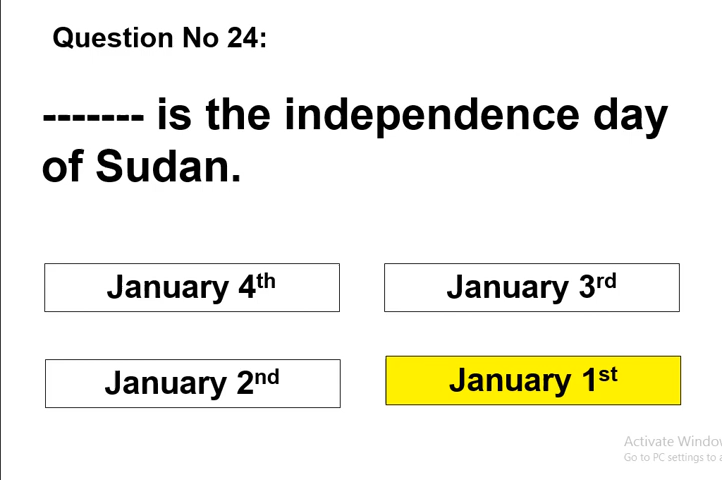 Question No 24:
------- is the independence day
of Sudan.
January 4th
January 3rd
January 2nd
January 1st
Activate Window
Go to PC settings to a